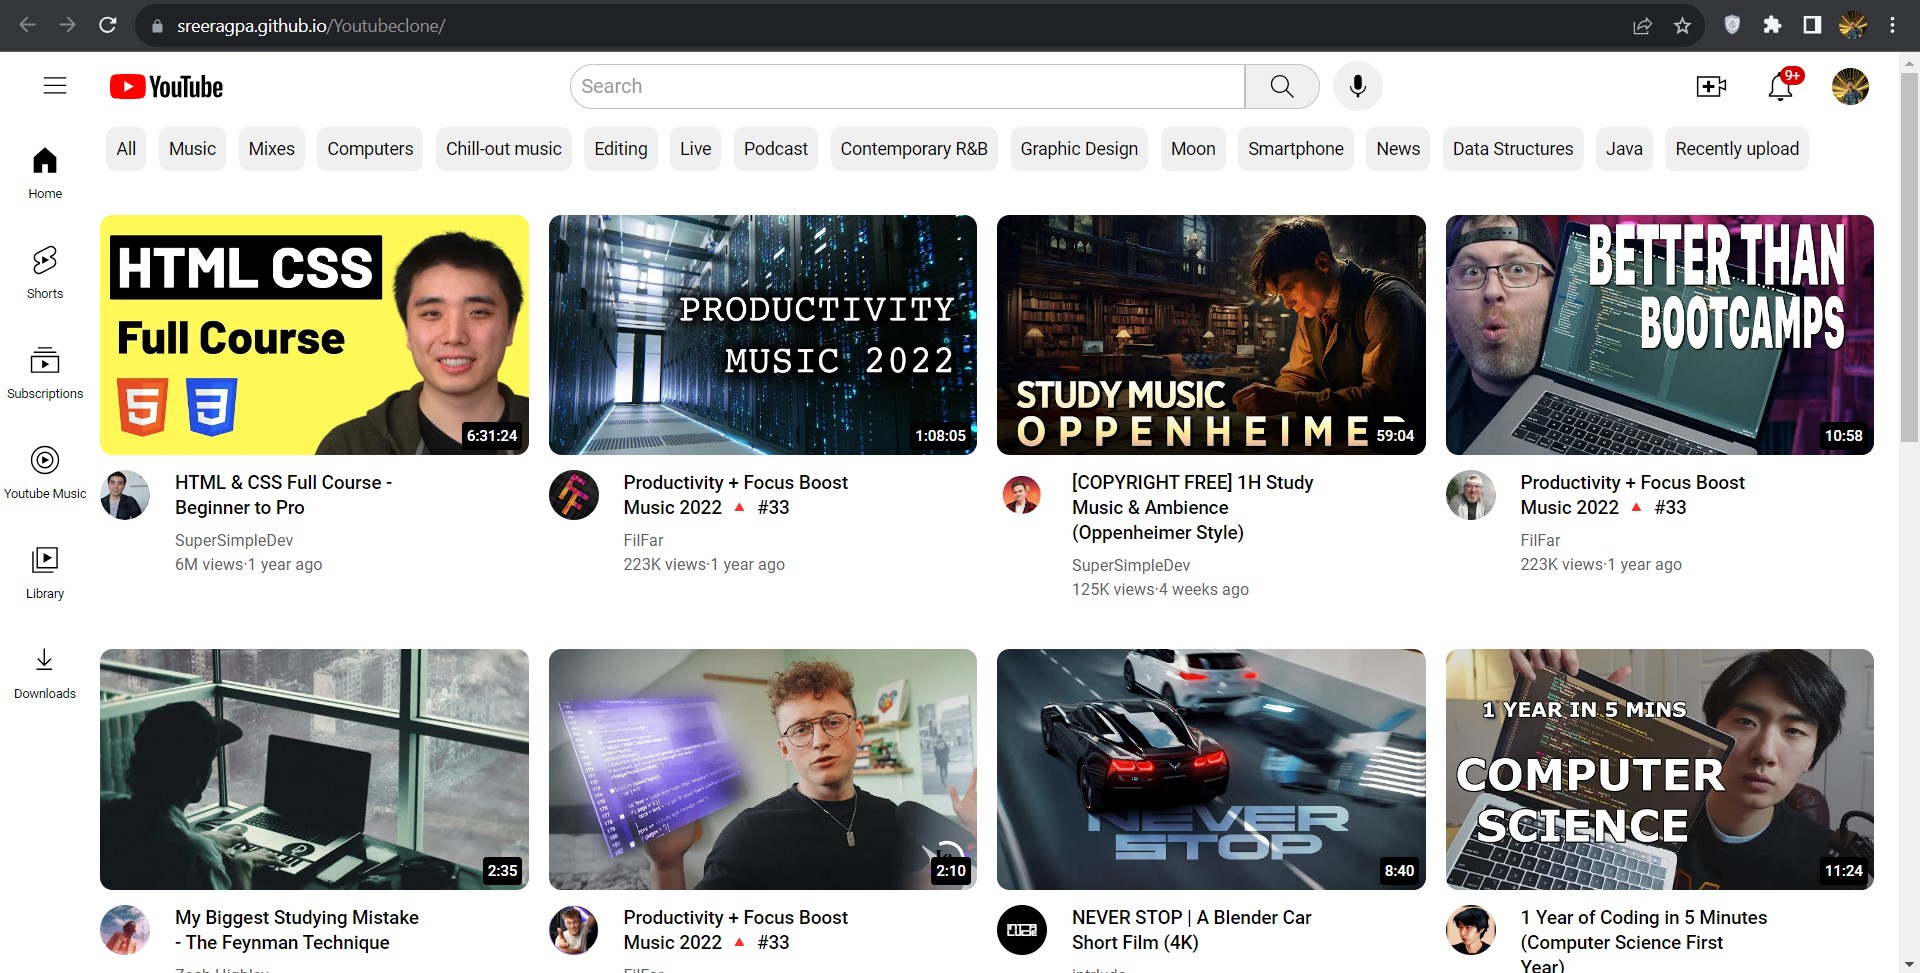 sreeragpa.github.io/Youtubeclone/
YouTube
Search
9+
All Music Mixes Computers Chill-out music Editing Live Podcast Contemporary R&B Graphic Design Moon Smartphone News Data Structures Java Recently upload
Home
Shorts
Subscriptions
Youtube Music
Library
Downloads
HTML CSS
Full Course
5 3
6:31:24
HTML & CSS Full Course -
Beginner to Pro
SuperSimpleDev
6M views·1 year ago
PRODUCTIVITY
MUSIC 2022
1:08:05
Productivity + Focus Boost
Music 2022 🔺 #33
FilFar
223K views·1 year ago
STUDY MUSIC
OPPENHEIMER
59:04
[COPYRIGHT FREE] 1H Study
Music & Ambience
(Oppenheimer Style)
SuperSimpleDev
125K views·4 weeks ago
BETTER THAN
BOOTCAMPS
10:58
Productivity + Focus Boost
Music 2022 🔺 #33
FilFar
223K views·1 year ago
2:35
My Biggest Studying Mistake
- The Feynman Technique
2:10
Productivity + Focus Boost
Music 2022 🔺 #33
FilFar
NEVER
STOP
8:40
NEVER STOP | A Blender Car
Short Film (4K)
1 YEAR IN 5 MINS
COMPUTER
SCIENCE
11:24
1 Year of Coding in 5 Minutes
(Computer Science First
Year)